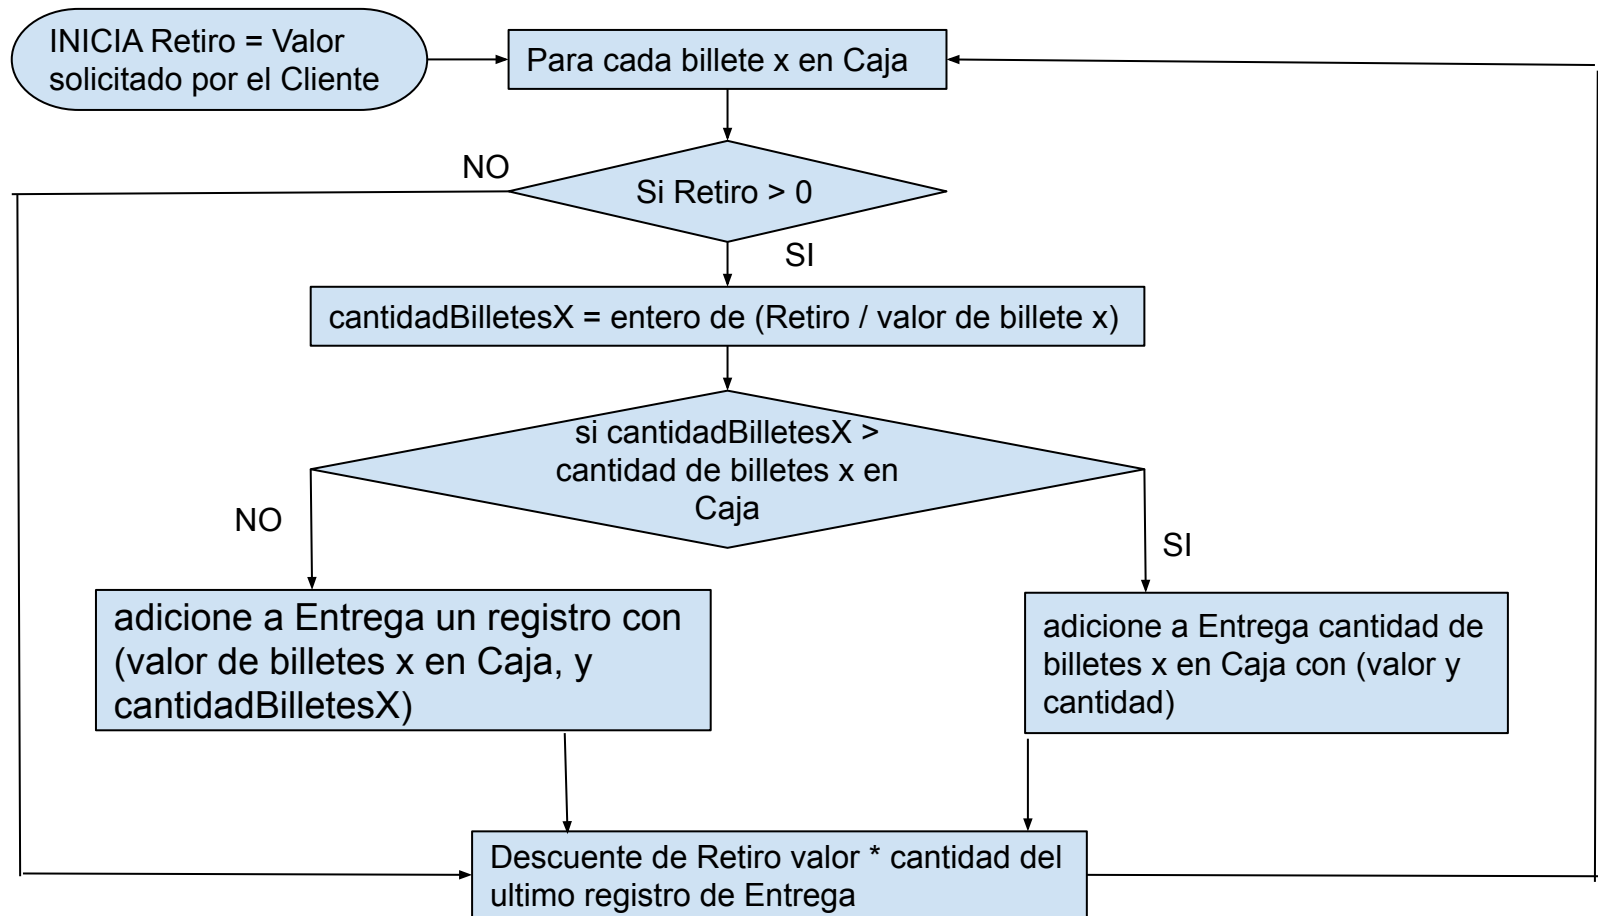 INICIA Retiro = Valor
solicitado por el Cliente
Para cada billete x en Caja
NO
Si Retiro > 0
SI
cantidadBilletesX = entero de (Retiro / valor de billete x)
si cantidadBilletesX >
cantidad de billetes x en
Caja
NO
SI
adicione a Entrega un registro con
(valor de billetes x en Caja, y
cantidadBilletesX)
adicione a Entrega cantidad de
billetes x en Caja con (valor y
cantidad)
Descuente de Retiro valor * cantidad del
ultimo registro de Entrega